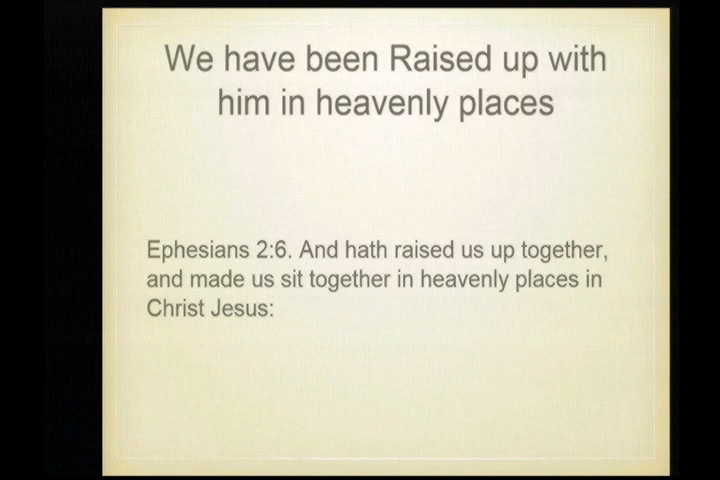 We have been Raised up with
him in heavenly places
Ephesians 2:6. And hath raised us up together,
and made us sit together in heavenly places in
Christ Jesus: